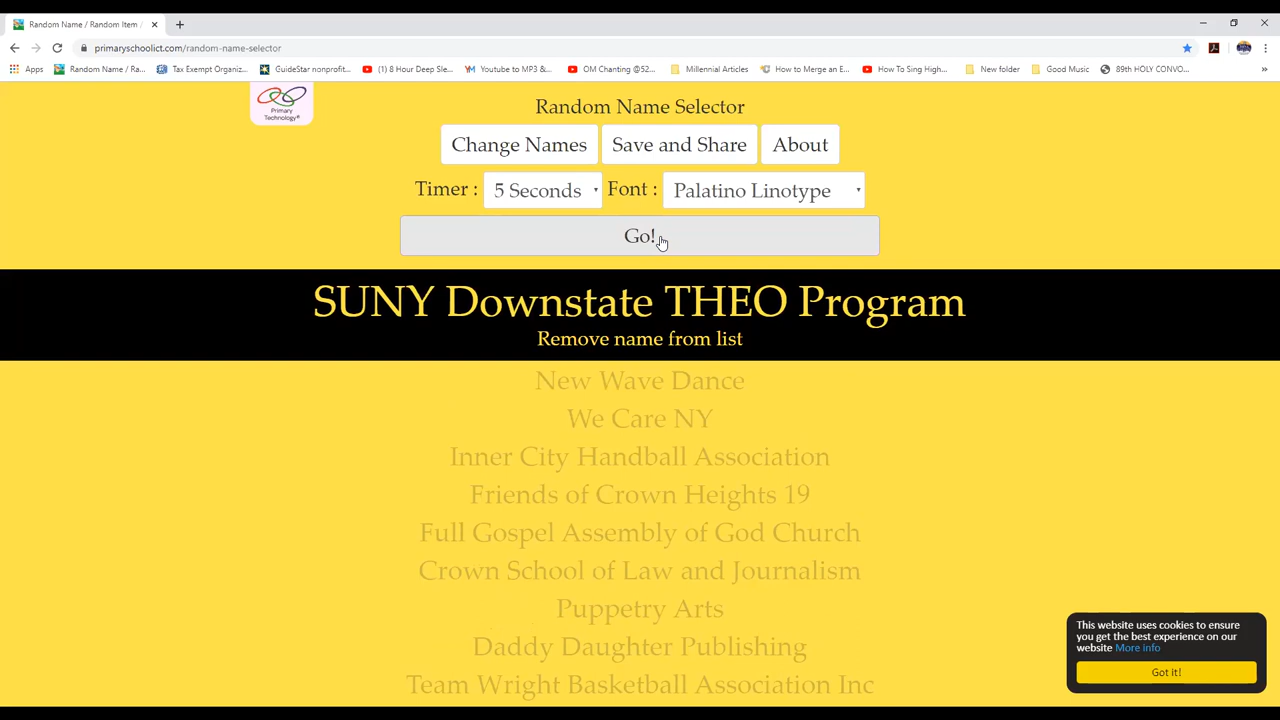 Random Name / Random Item /
primaryschoolict.com/random-name-selector
Apps
Random Name / Ra...
Tax Exempt Organiz...
GuideStar nonprofit...
(1) 8 Hour Deep Sle...
Youtube to MP3 &...
OM Chanting @52...
Millennial Articles
How to Merge an E...
How To Sing High...
New folder
Good Music
89th HOLY CONVO...
»
Primary
Technology®
Random Name Selector
Change Names
Save and Share
About
Timer :
5 Seconds
Font :
Palatino Linotype
Go!
SUNY Downstate THEO Program
Remove name from list
New Wave Dance
We Care NY
Inner City Handball Association
Friends of Crown Heights 19
Full Gospel Assembly of God Church
Crown School of Law and Journalism
Puppetry Arts
Daddy Daughter Publishing
Team Wright Basketball Association Inc
This website uses cookies to ensure
you get the best experience on our
website More info
Got it!